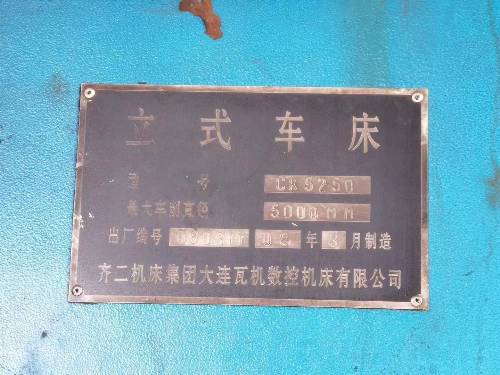 立式车床
型号 CK5250
最大车削直径 5000MM
出厂编号 年 3月制造
齐二机床集团大连瓦机数控机床有限公司